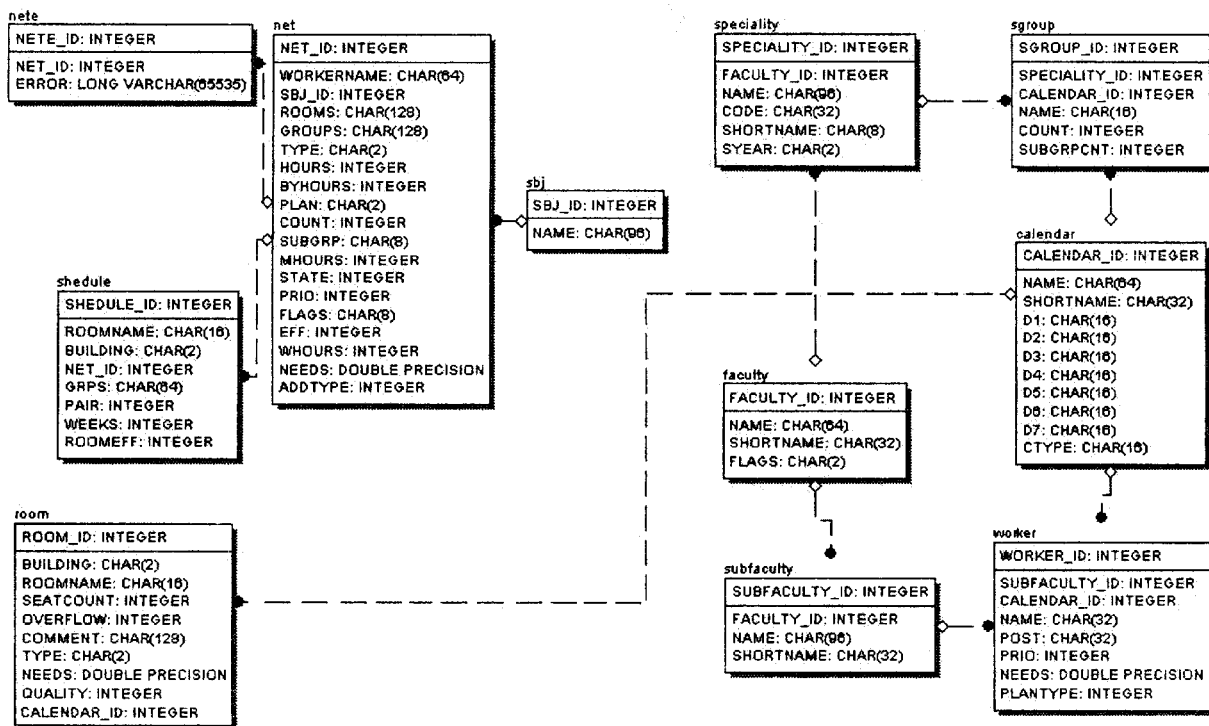 nete
NETE_ID: INTEGER
NET_ID: INTEGER
ERROR: LONG VARCHAR(65535)
net
NET_ID: INTEGER
WORKERNAME: CHAR(64)
SBJ_ID: INTEGER
ROOMS: CHAR(128)
GROUPS: CHAR(128)
TYPE: CHAR(2)
HOURS: INTEGER
BYHOURS: INTEGER
PLAN: CHAR(2)
COUNT: INTEGER
SUBGRP: CHAR(8)
MHOURS: INTEGER
STATE: INTEGER
PRIO: INTEGER
FLAGS: CHAR(8)
EFF: INTEGER
WHOURS: INTEGER
NEEDS: DOUBLE PRECISION
ADDTYPE: INTEGER
sbj
SBJ_ID: INTEGER
NAME: CHAR(96)
shedule
SHEDULE_ID: INTEGER
ROOMNAME: CHAR(16)
BUILDING: CHAR(2)
NET_ID: INTEGER
GRPS: CHAR(64)
PAIR: INTEGER
WEEKS: INTEGER
ROOMEFF: INTEGER
room
ROOM_ID: INTEGER
BUILDING: CHAR(2)
ROOMNAME: CHAR(16)
SEATCOUNT: INTEGER
OVERFLOW: INTEGER
COMMENT: CHAR(128)
TYPE: CHAR(2)
NEEDS: DOUBLE PRECISION
QUALITY: INTEGER
CALENDAR_ID: INTEGER
speciality
SPECIALITY_ID: INTEGER
FACULTY_ID: INTEGER
NAME: CHAR(96)
CODE: CHAR(32)
SHORTNAME: CHAR(8)
SYEAR: CHAR(2)
sgroup
SGROUP_ID: INTEGER
SPECIALITY_ID: INTEGER
CALENDAR_ID: INTEGER
NAME: CHAR(16)
COUNT: INTEGER
SUBGRPCNT: INTEGER
calendar
CALENDAR_ID: INTEGER
NAME: CHAR(64)
SHORTNAME: CHAR(32)
D1: CHAR(16)
D2: CHAR(16)
D3: CHAR(16)
D4: CHAR(16)
D5: CHAR(16)
D6: CHAR(16)
D7: CHAR(16)
CTYPE: CHAR(16)
faculty
FACULTY_ID: INTEGER
NAME: CHAR(64)
SHORTNAME: CHAR(32)
FLAGS: CHAR(2)
subfaculty
SUBFACULTY_ID: INTEGER
FACULTY_ID: INTEGER
NAME: CHAR(96)
SHORTNAME: CHAR(32)
worker
WORKER_ID: INTEGER
SUBFACULTY_ID: INTEGER
CALENDAR_ID: INTEGER
NAME: CHAR(32)
POST: CHAR(32)
PRIO: INTEGER
NEEDS: DOUBLE PRECISION
PLANTYPE: INTEGER